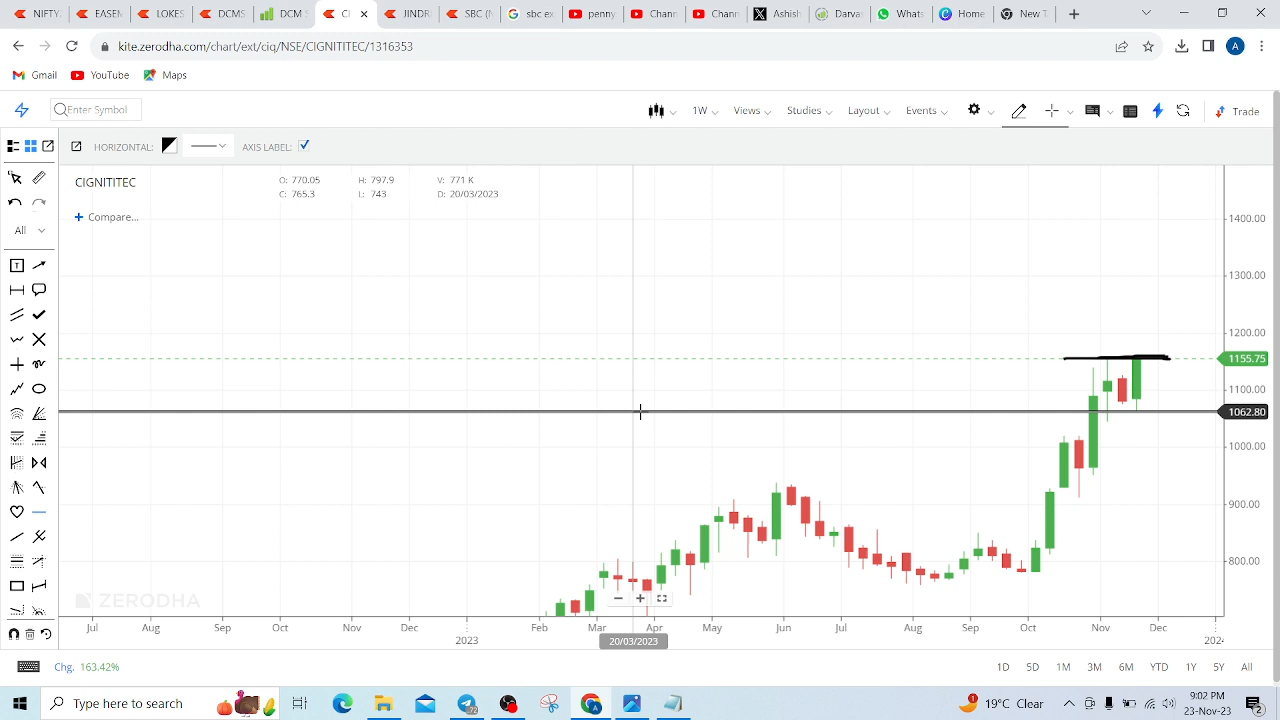 NIFTY LOKES DCMS DCMS CI JINDR SBC (N sbc ex penny Chann Chann Ashis Darvas Whats Home New T
kite.zerodha.com/chart/ext/ciq/NSE/CIGNITITEC/1316353
Gmail YouTube Maps
Enter Symbol 1W Views Studies Layout Events Trade
HORIZONTAL: AXIS LABEL:
CIGNITITEC O: 770.05 H: 797.9 V: 771 K
C: 765.3 L: 743 D: 20/03/2023
Compare...
All
1400.00
1300.00
1200.00
1155.75
1100.00
1062.80
1000.00
900.00
800.00
ZERODHA
Jul Aug Sep Oct Nov Dec 2023 Feb Mar Apr May Jun Jul Aug Sep Oct Nov Dec
20/03/2023
Chg. 163.42% 1D 5D 1M 3M 6M YTD 1Y 5Y All
Type here to search 19°C Clear 9:02 PM
23-Nov-23